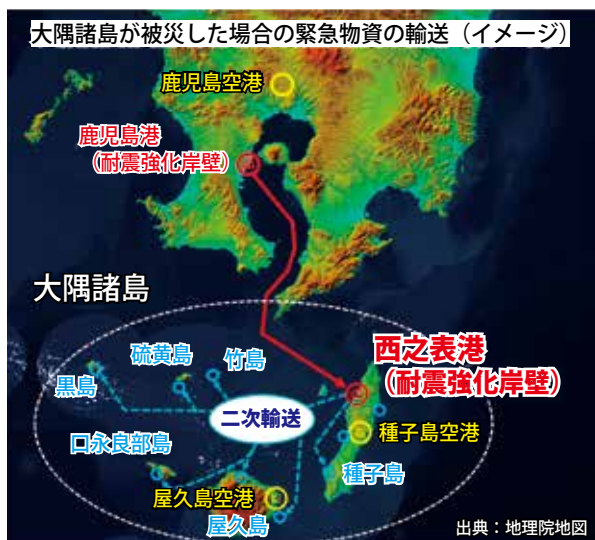 大隅諸島が被災した場合の緊急物資の輸送（イメージ）
鹿児島空港
鹿児島港
（耐震強化岸壁）
大隅諸島
西之表港
（耐震強化岸壁）
硫黄島
竹島
黒島
二次輸送
種子島空港
口永良部島
種子島
屋久島空港
屋久島
出典：地理院地図